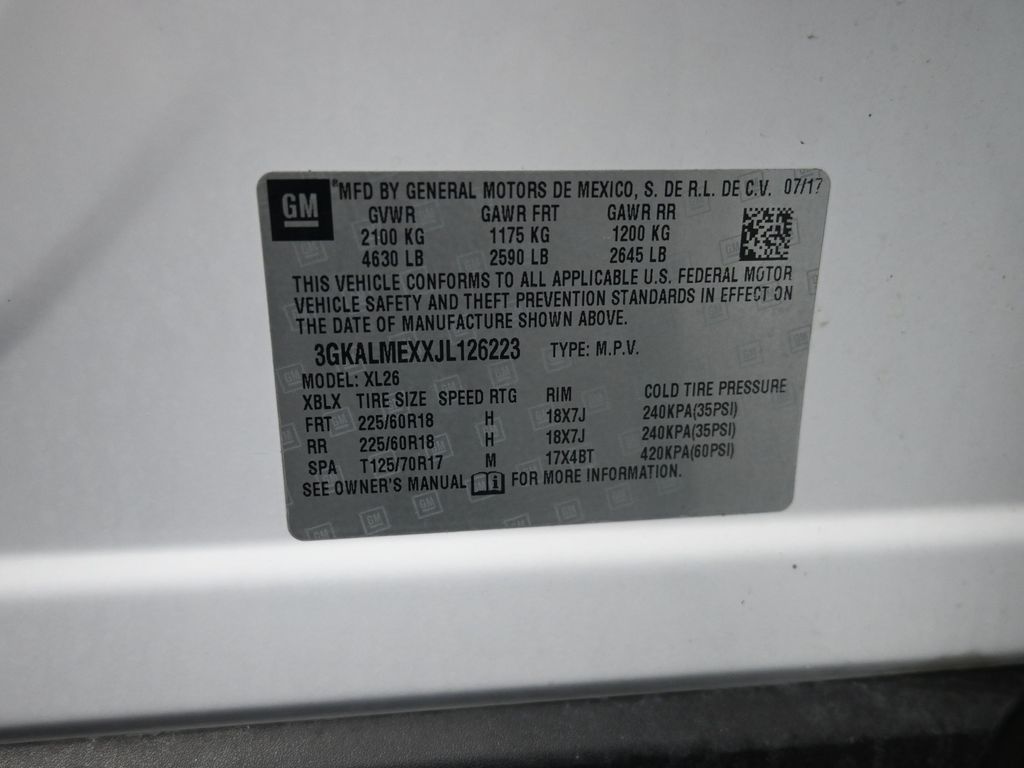 GM *MFD BY GENERAL MOTORS DE MEXICO, S. DE R.L. DE C.V. 07/17
GVWR GAWR FRT GAWR RR
2100 KG 1175 KG 1200 KG
4630 LB 2590 LB 2645 LB
THIS VEHICLE CONFORMS TO ALL APPLICABLE U.S. FEDERAL MOTOR
VEHICLE SAFETY AND THEFT PREVENTION STANDARDS IN EFFECT ON
THE DATE OF MANUFACTURE SHOWN ABOVE.
3GKALMEXXJL126223 TYPE: M.P.V.
MODEL: XL26
XBLX TIRE SIZE SPEED RTG RIM COLD TIRE PRESSURE
FRT 225/60R18 H 18X7J 240KPA(35PSI)
RR 225/60R18 H 18X7J 240KPA(35PSI)
SPA T125/70R17 M 17X4BT 420KPA(60PSI)
SEE OWNER'S MANUAL i FOR MORE INFORMATION.